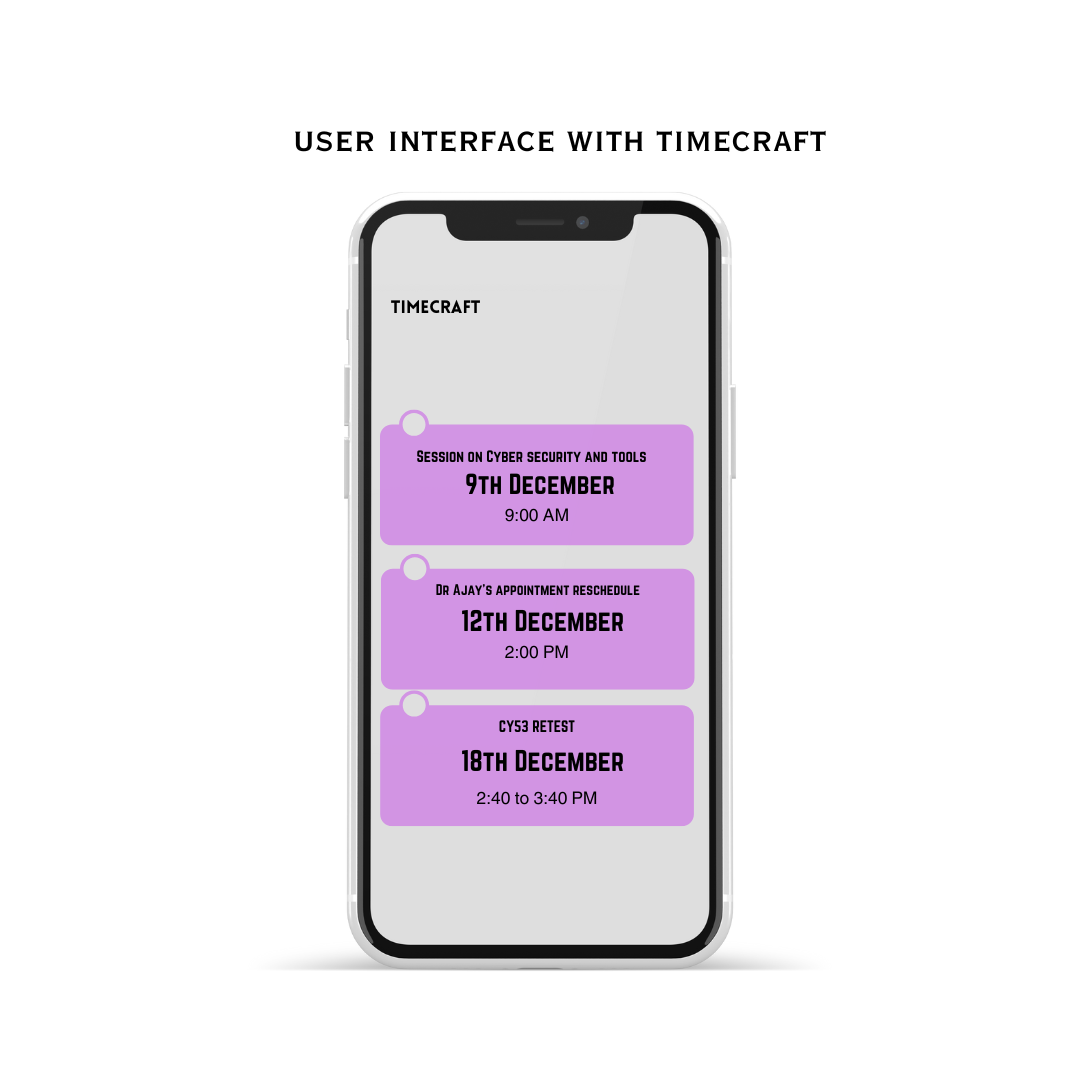 USER INTERFACE WITH TIMECRAFT
TIMECRAFT
Session on Cyber security and tools
9th December
9:00 AM
Dr Ajay's appointment reschedule
12th December
2:00 PM
CY53 RETEST
18th December
2:40 to 3:40 PM